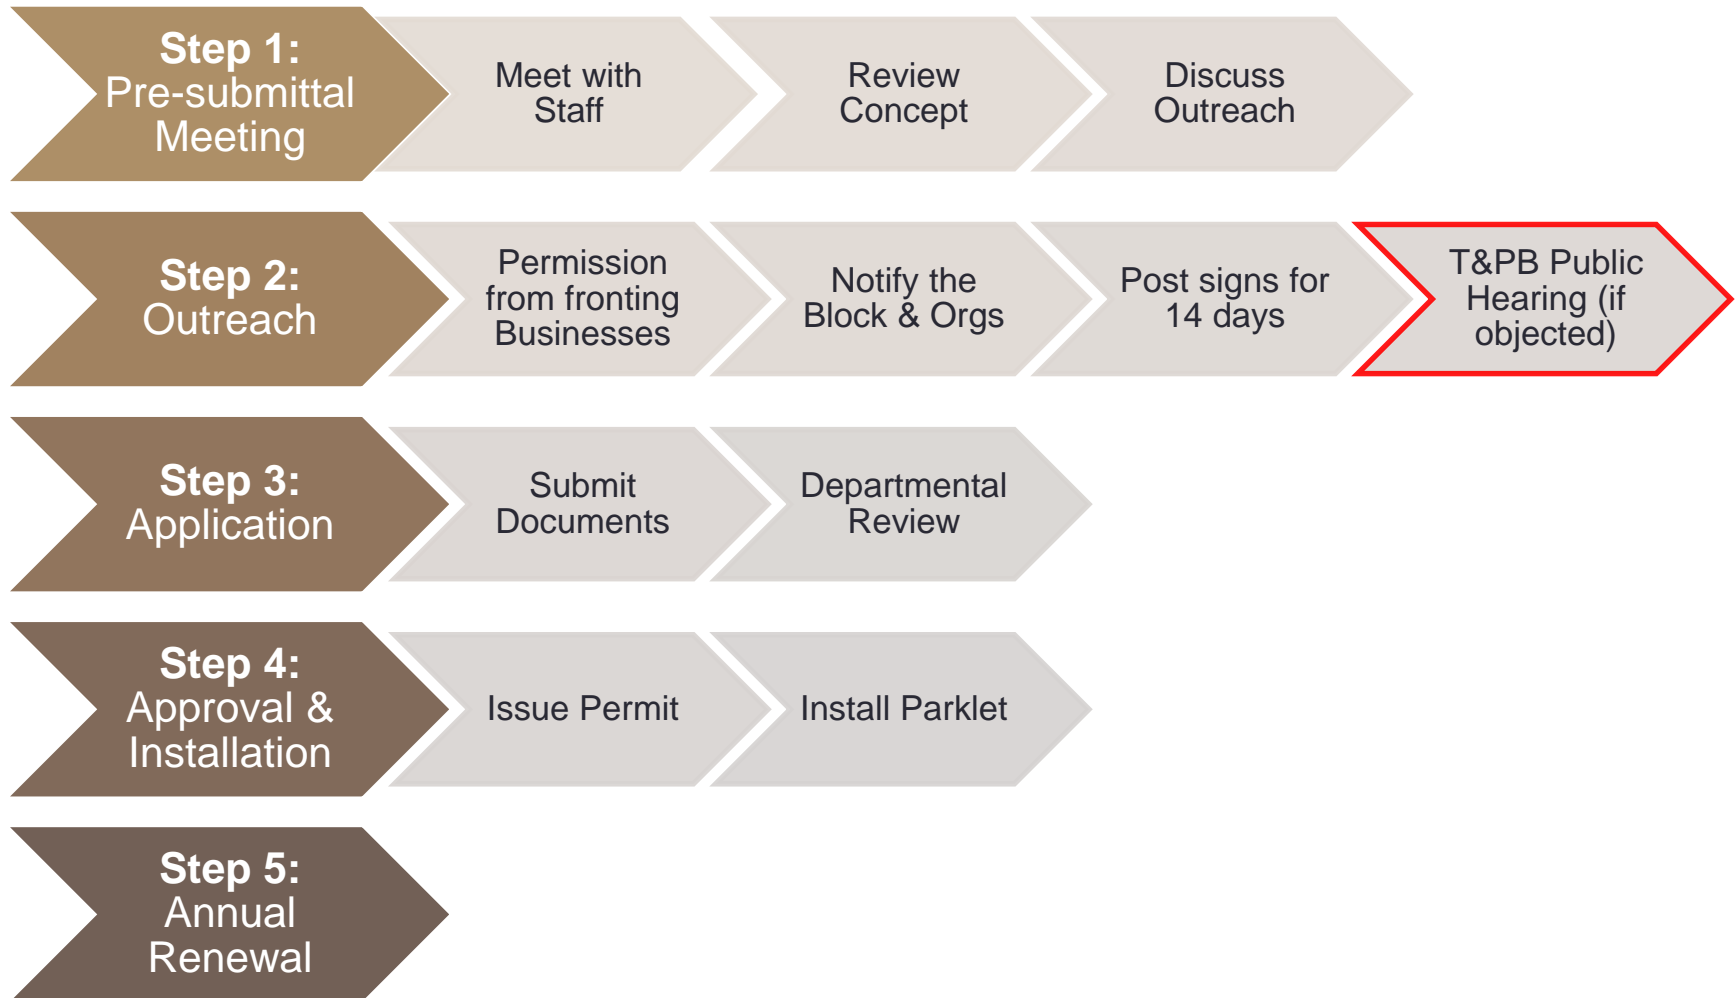 Step 1:
Pre-submittal
Meeting
Meet with
Staff
Review
Concept
Discuss
Outreach
Step 2:
Outreach
Permission
from fronting
Businesses
Notify the
Block & Orgs
Post signs for
14 days
T&PB Public
Hearing (if
objected)
Step 3:
Application
Submit
Documents
Departmental
Review
Step 4:
Approval &
Installation
Issue Permit
Install Parklet
Step 5:
Annual
Renewal